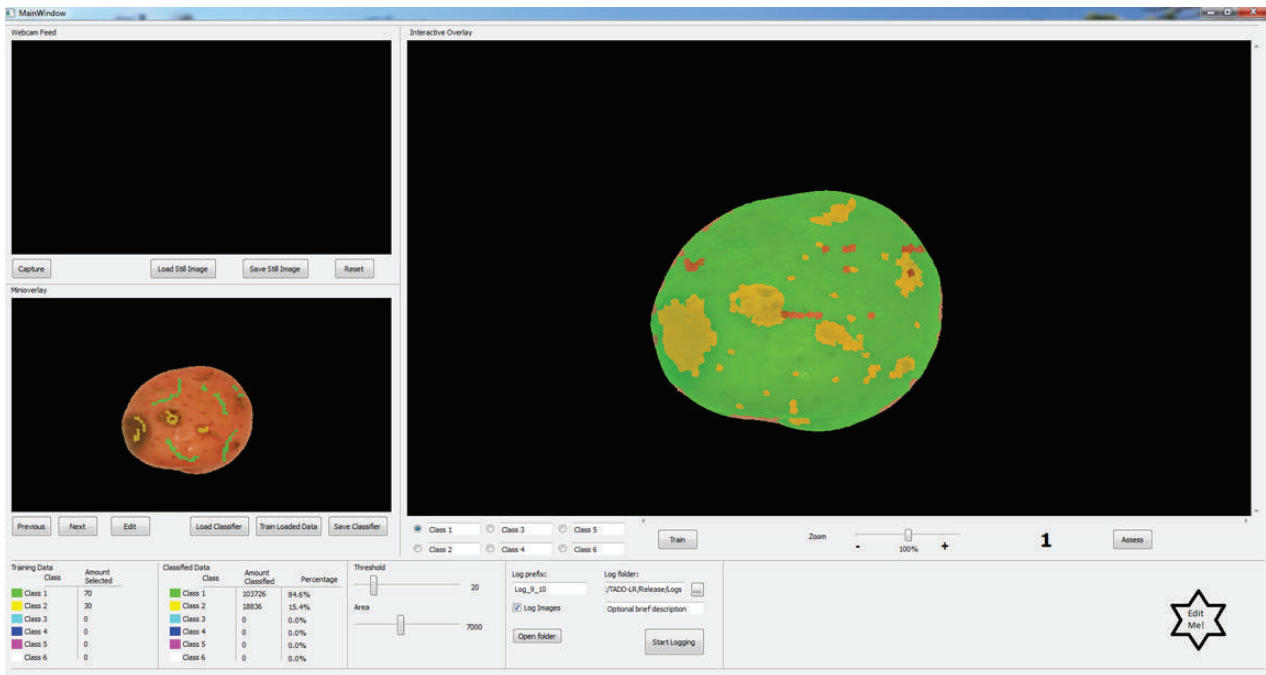 MainWindow
Webcam Feed
Interactive Overlay
Capture
Load Still Image
Save Still Image
Reset
Minioverlay
Previous
Next
Edit
Load Classifier
Train Loaded Data
Save Classifier
Class 1
Class 3
Class 5
Class 2
Class 4
Class 6
Train
Zoom
-
100%
+
1
Assess
Training Data
Class Amount Selected
Class 1 70
Class 2 30
Class 3 0
Class 4 0
Class 5 0
Class 6 0
Classified Data
Class Amount Classified Percentage
Class 1 103726 84.6%
Class 2 18836 15.4%
Class 3 0 0.0%
Class 4 0 0.0%
Class 5 0 0.0%
Class 6 0 0.0%
Threshold
20
Area
7000
Log prefix:
Log_9_10
Log Images
Open folder
Log folder:
:/TADD-LR/Release/Logs
...
Optional brief description
Start Logging
Edit
Me!